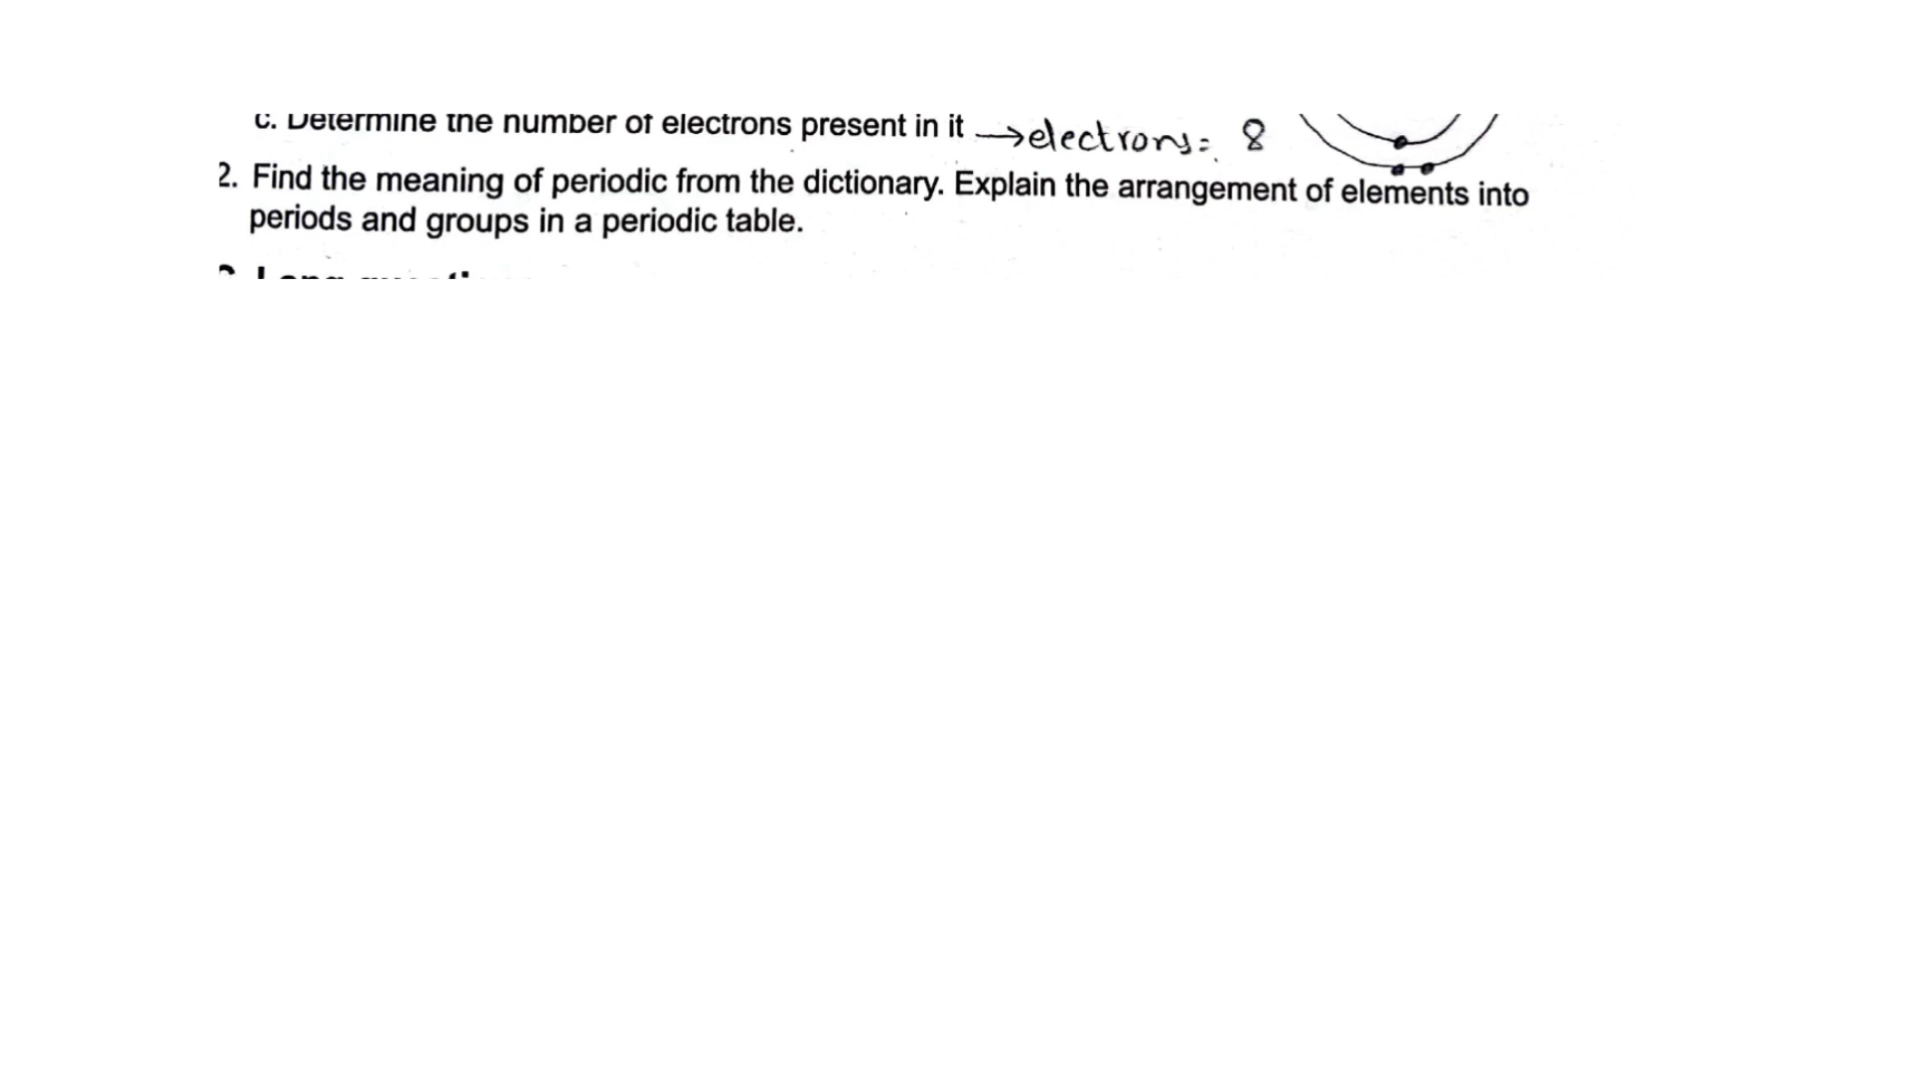 c. Determine the number of electrons present in it →electrons= 8
2. Find the meaning of periodic from the dictionary. Explain the arrangement of elements into
periods and groups in a periodic table.